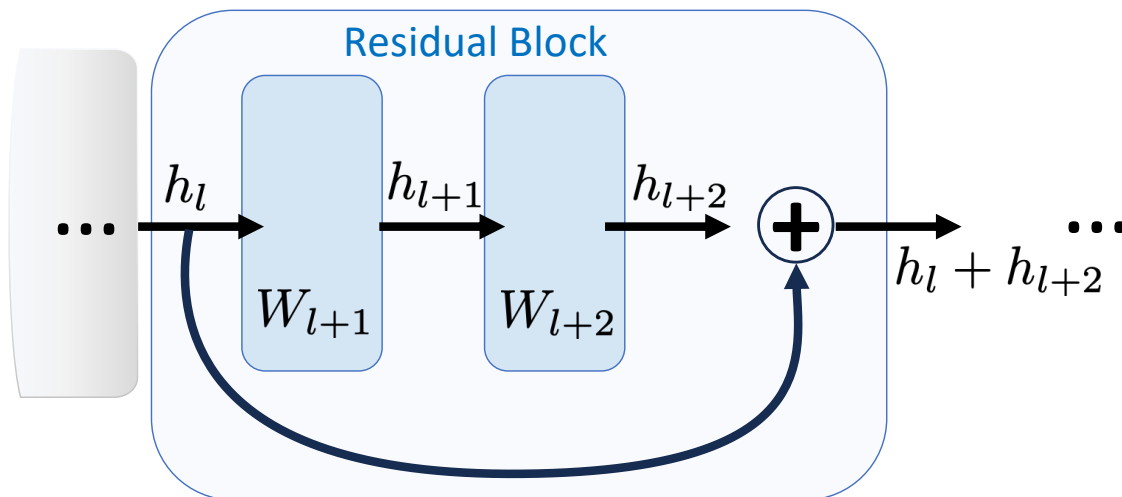 Residual Block
h_l
h_{l+1}
h_{l+2}
...
+
...
h_l + h_{l+2}
W_{l+1}
W_{l+2}